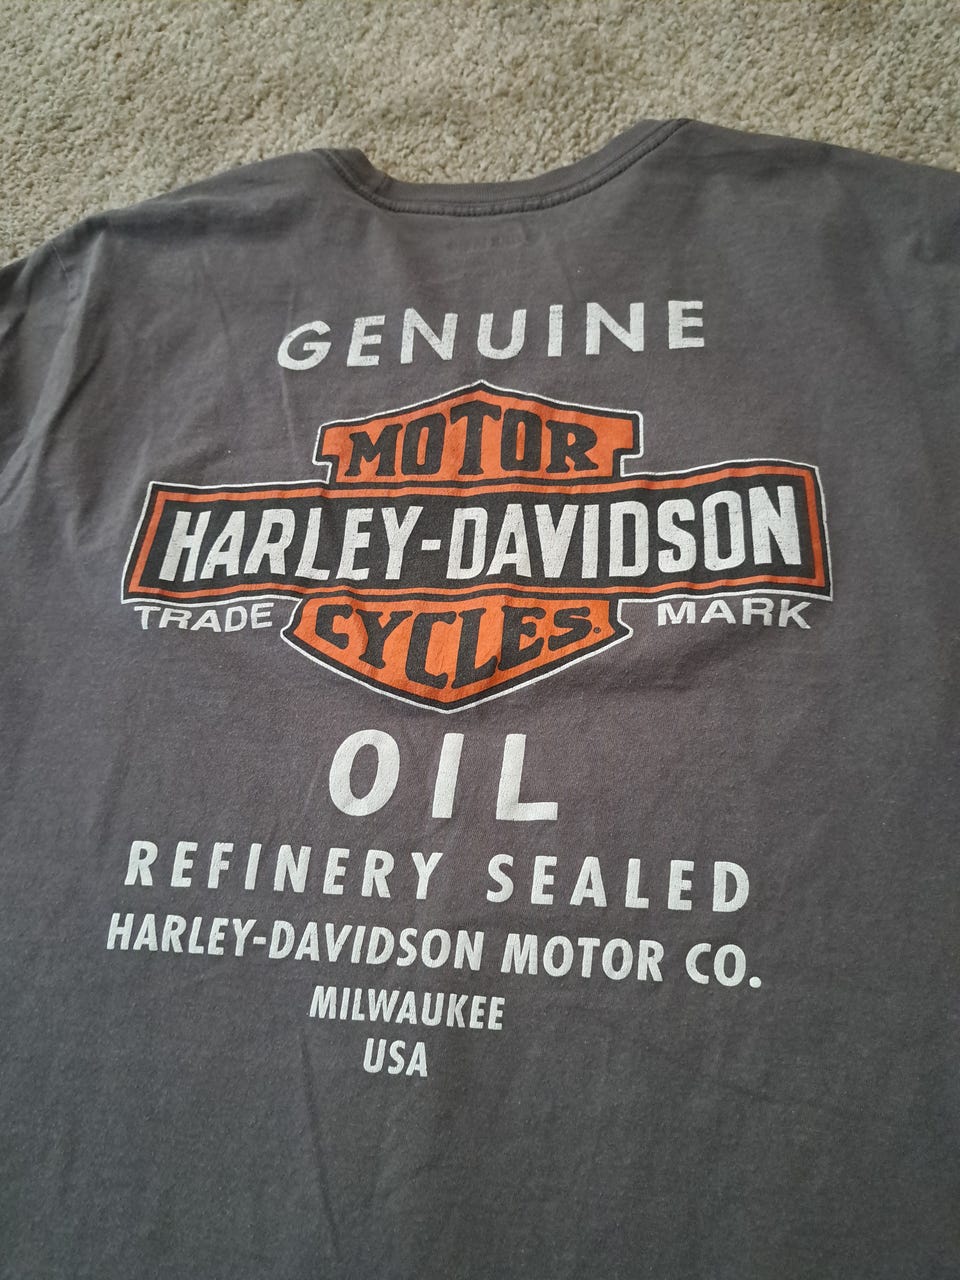 GENUINE
MOTOR
HARLEY-DAVIDSON
TRADE MARK
CYCLES
OIL
REFINERY SEALED
HARLEY-DAVIDSON MOTOR CO.
MILWAUKEE
USA